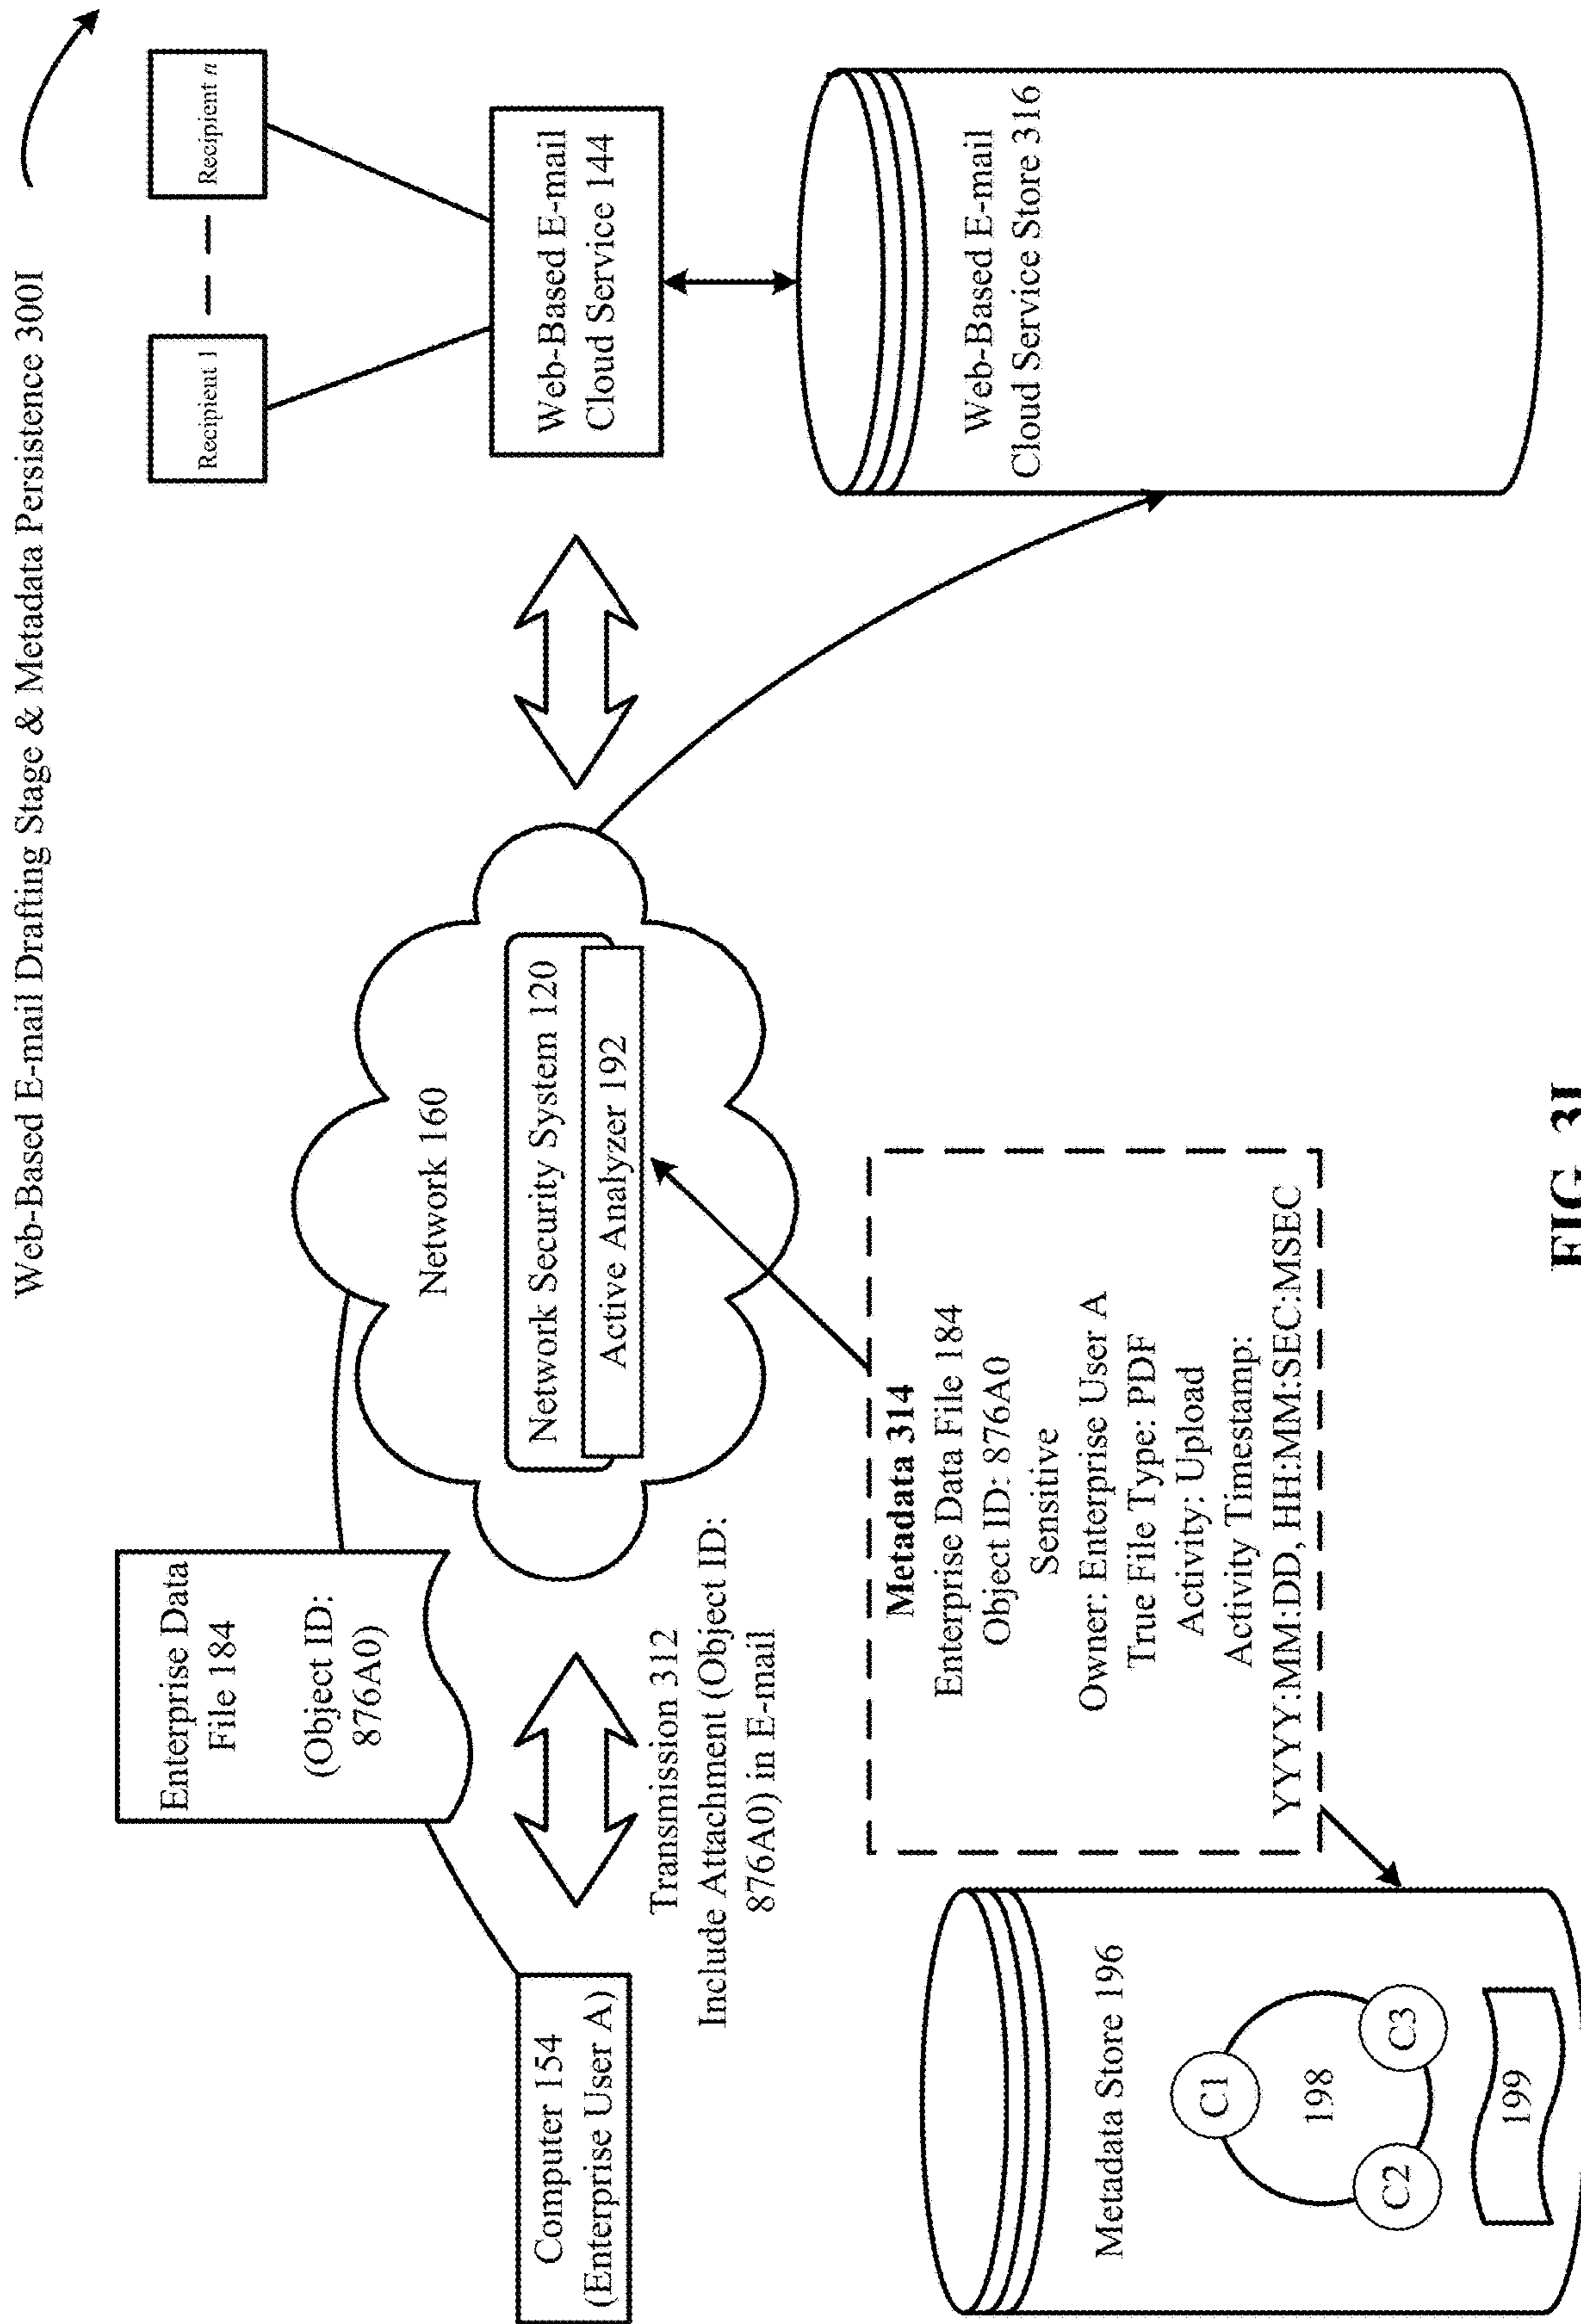 Web-Based E-mail Drafting Stage & Metadata Persistence 300I
Computer 154
(Enterprise User A)
Enterprise Data
File 184
(Object ID:
876A0)
Transmission 312
Include Attachment (Object ID:
876A0) in E-mail
Network 160
Network Security System 120
Active Analyzer 192
Recipient 1
Recipient n
Web-Based E-mail
Cloud Service 144
Web-Based E-mail
Cloud Service Store 316
Metadata Store 196
C1
198
C2
C3
199
Metadata 314
Enterprise Data File 184
Object ID: 876A0
Sensitive
Owner: Enterprise User A
True File Type: PDF
Activity: Upload
Activity Timestamp:
YYYY:MM:DD, HH:MM:SEC:MSEC
FIG. 3I